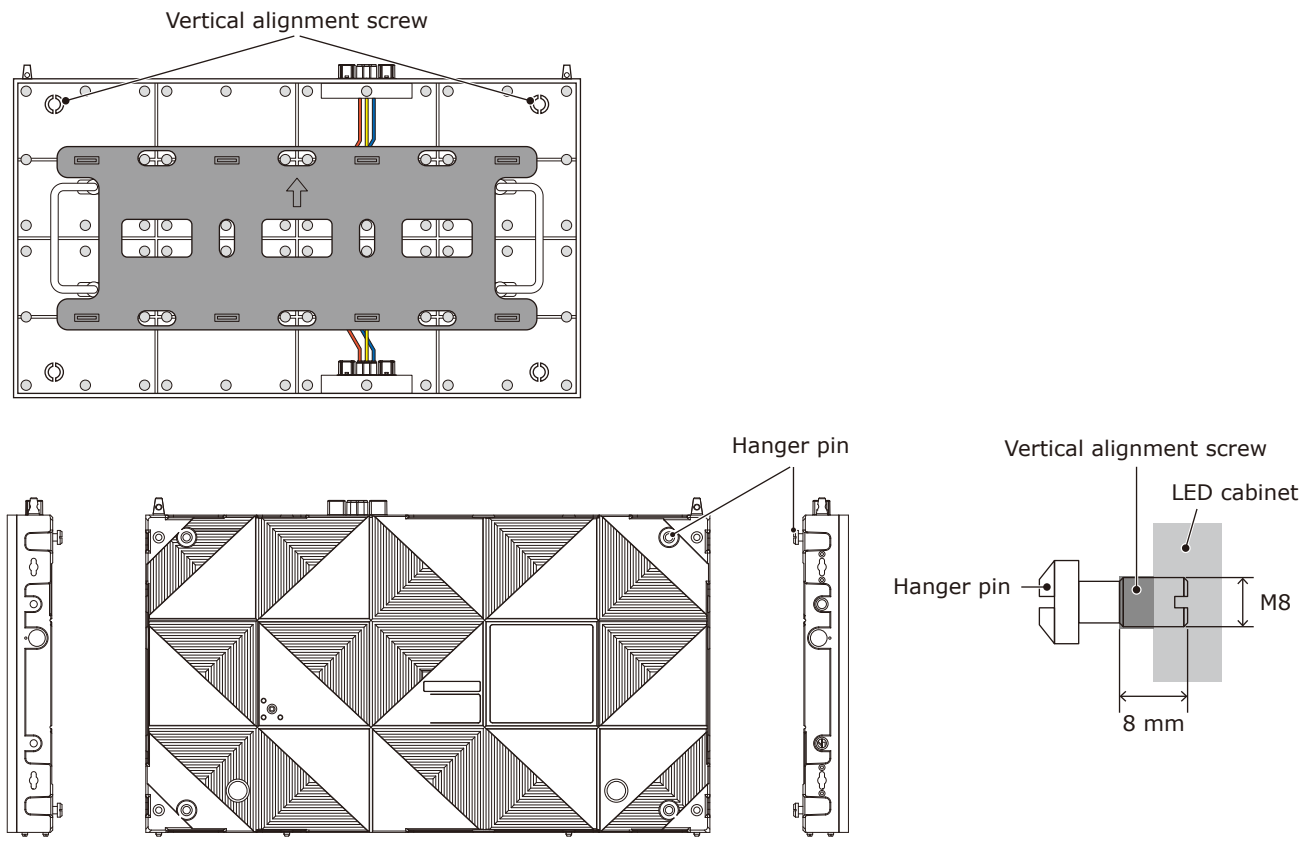 Vertical alignment screw
Hanger pin
Vertical alignment screw
LED cabinet
Hanger pin
M8
8 mm